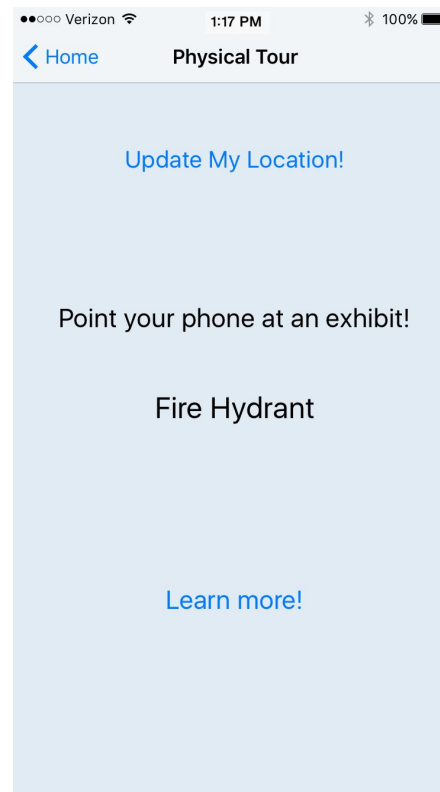 ●●○○○ Verizon 1:17 PM 100%
Home Physical Tour
Update My Location!
Point your phone at an exhibit!
Fire Hydrant
Learn more!